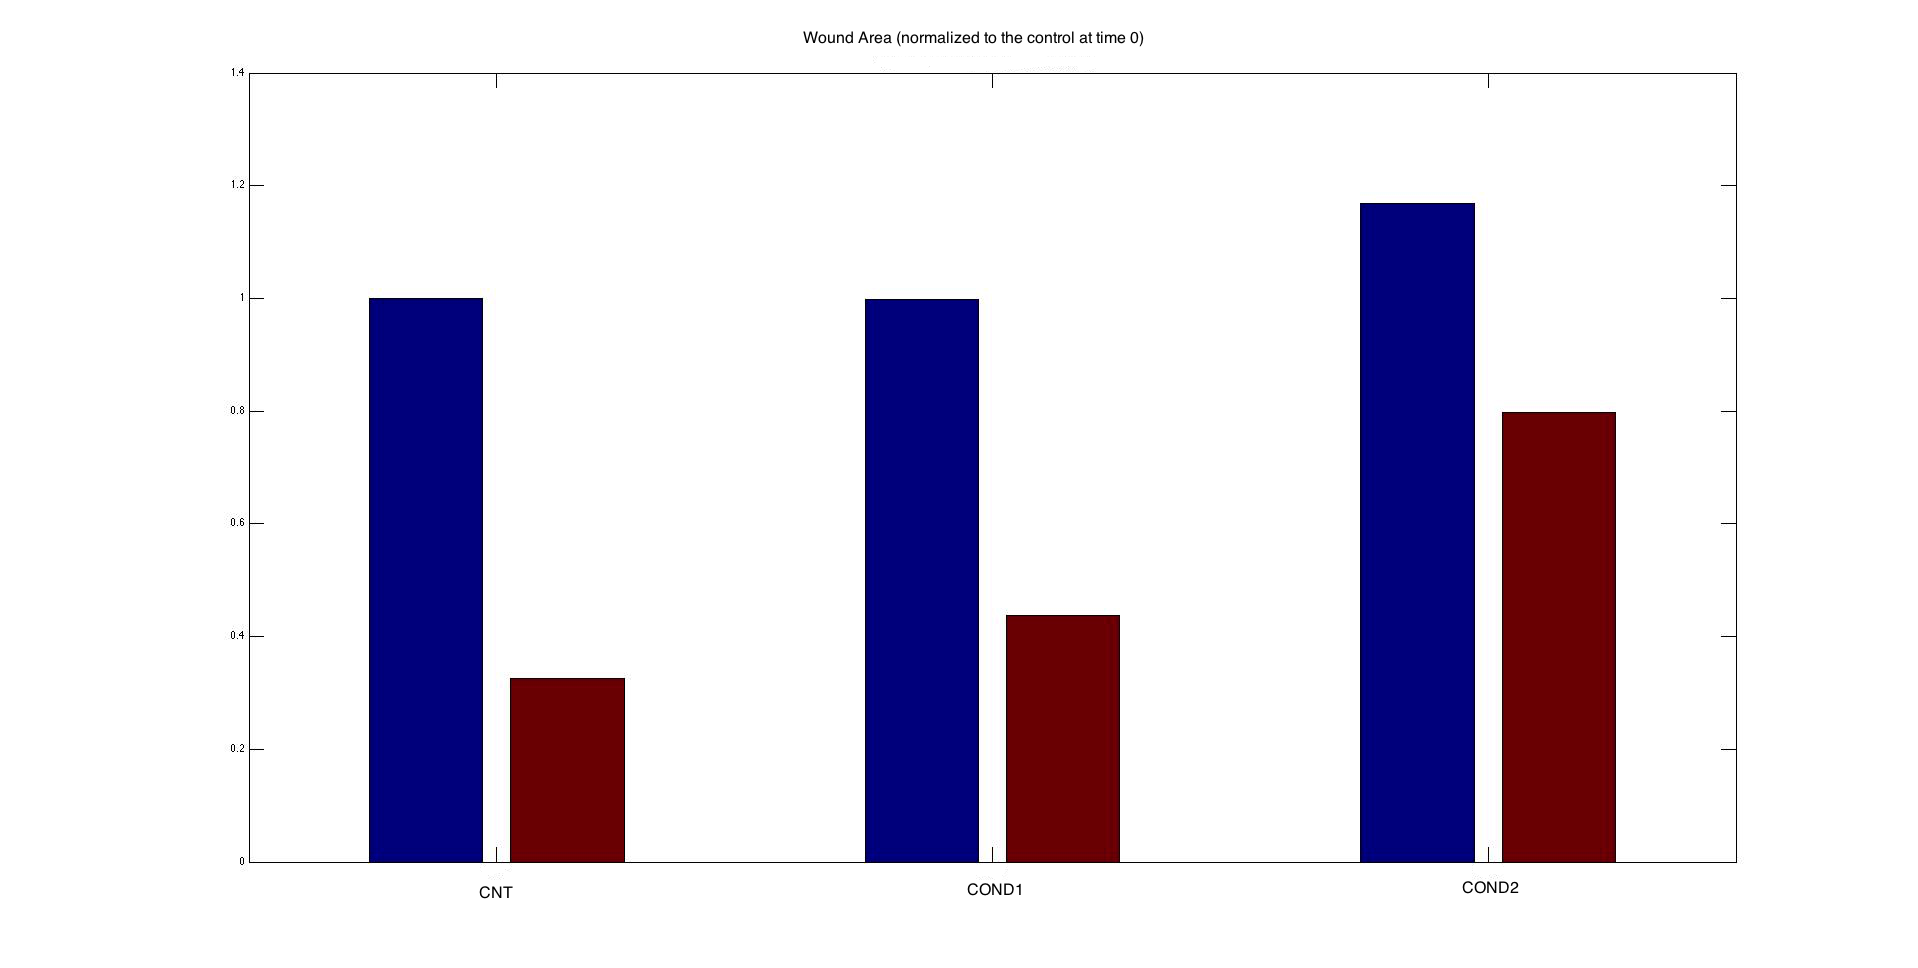 Wound Area (normalized to the control at time 0)
1.4
1.2
1
0.8
0.6
0.4
0.2
0
CNT
COND1
COND2